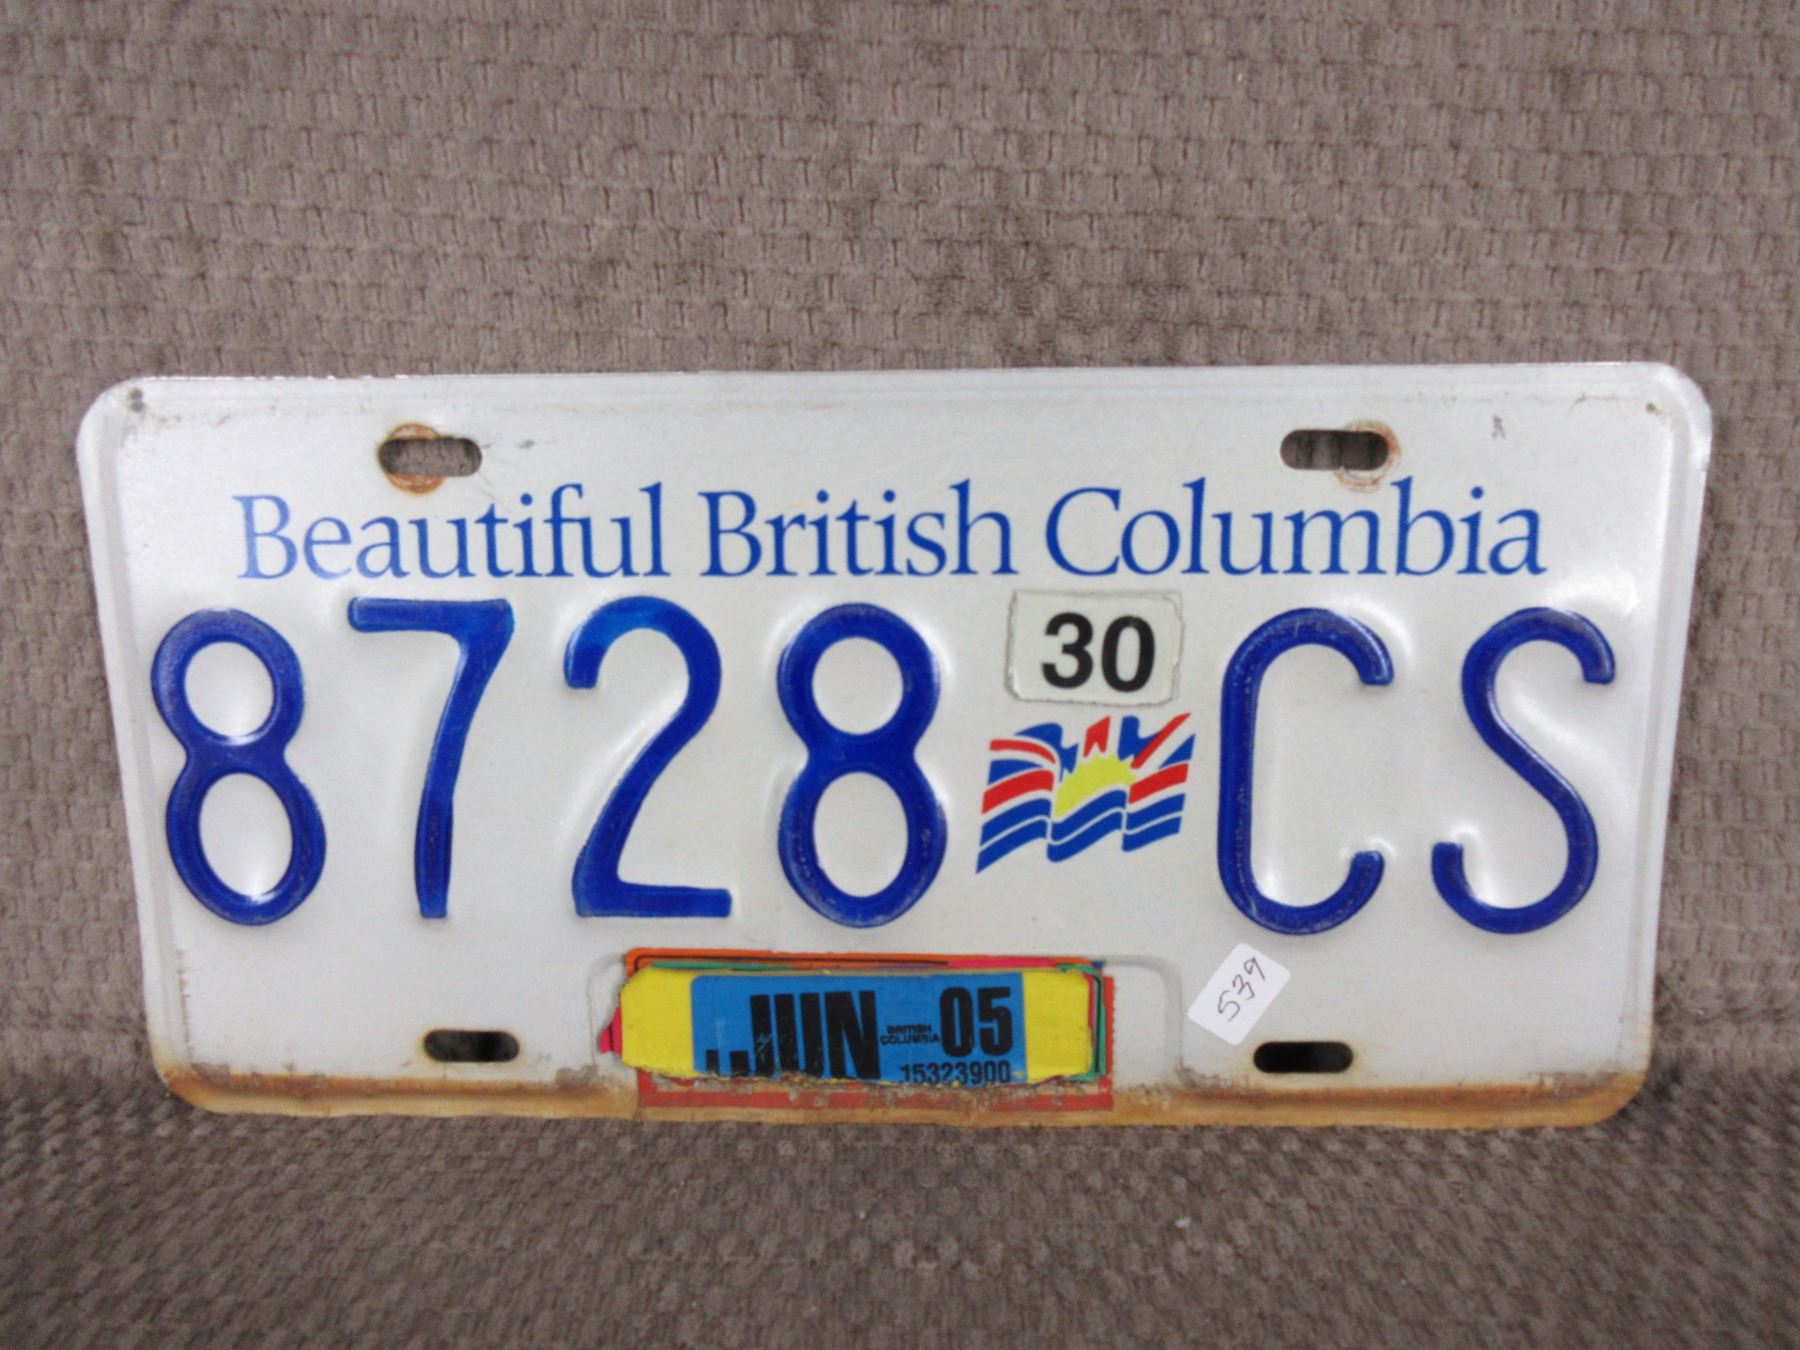 Beautiful British Columbia
8728 CS
30
JUN BRITISH COLUMBIA 05
15323900
539